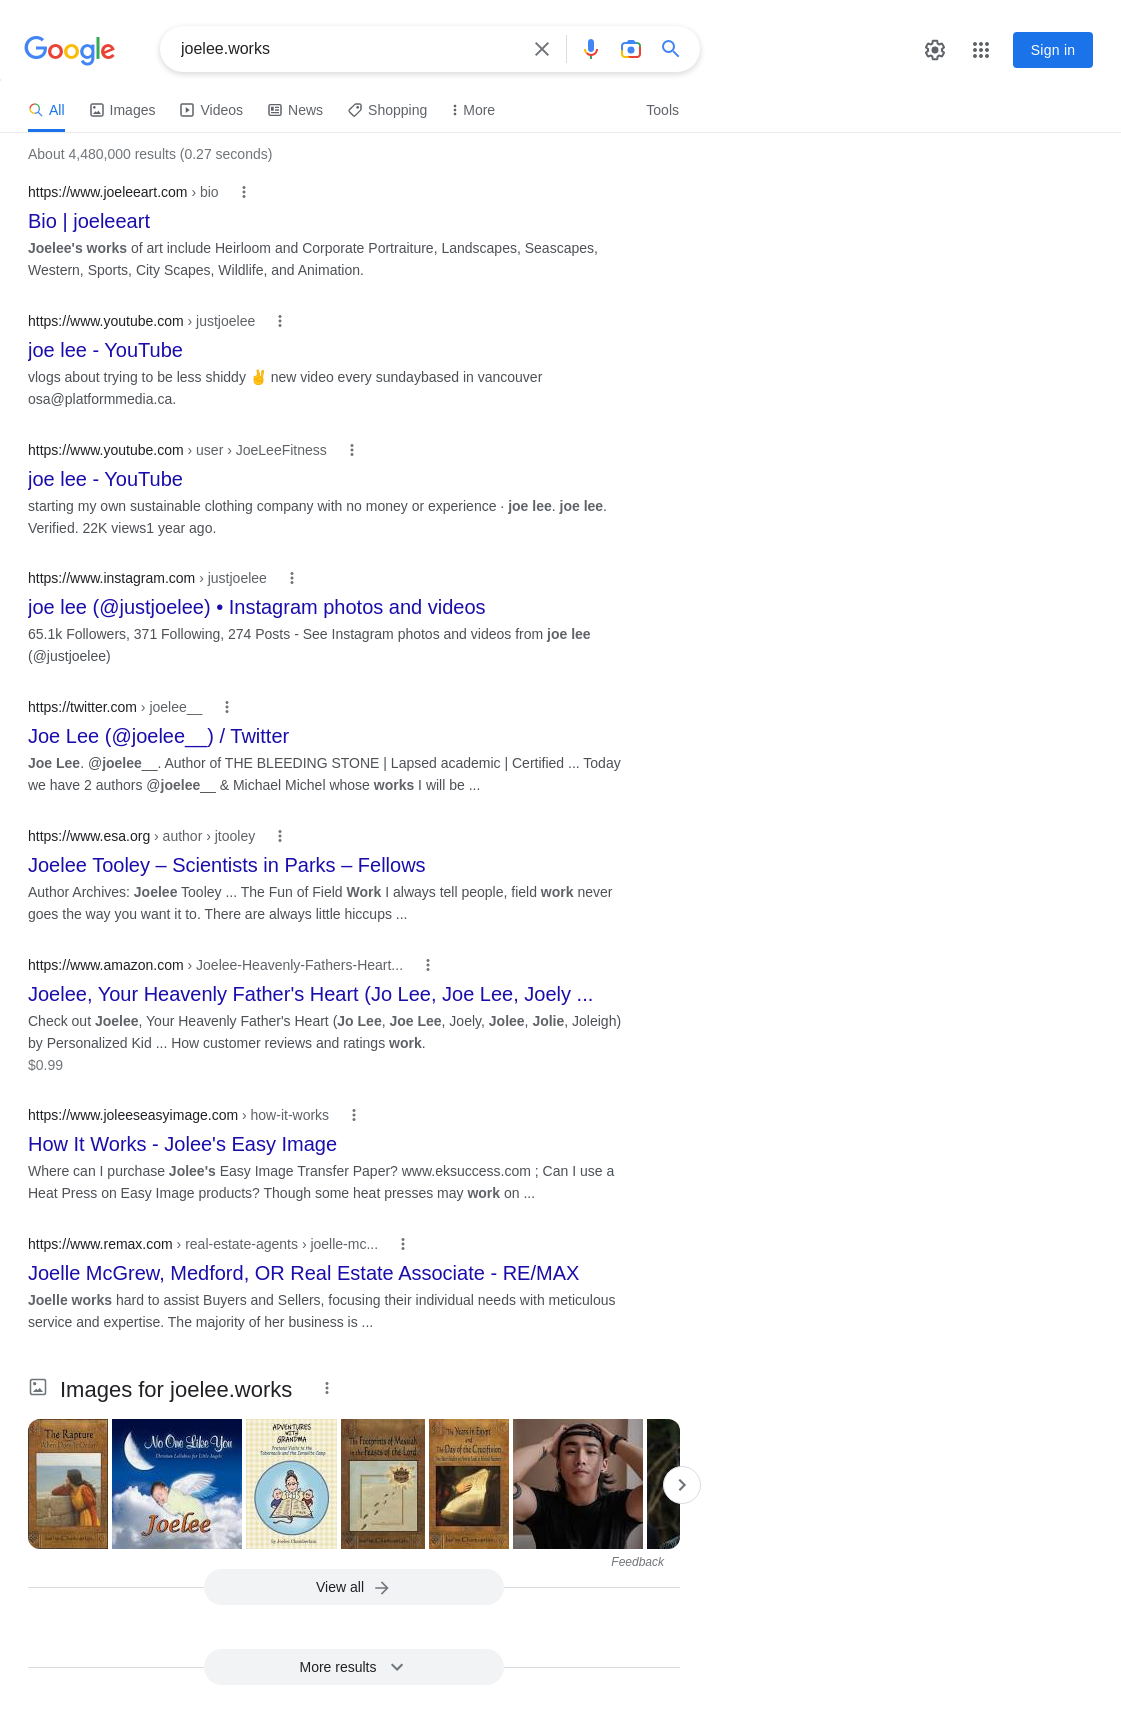 Google
joelee.works
Sign in
All
Images
Videos
News
Shopping
More
Tools
About 4,480,000 results (0.27 seconds)
https://www.joeleeart.com › bio
Bio | joeleeart
Joelee's works of art include Heirloom and Corporate Portraiture, Landscapes, Seascapes,
Western, Sports, City Scapes, Wildlife, and Animation.
https://www.youtube.com › justjoelee
joe lee - YouTube
vlogs about trying to be less shiddy ✌️ new video every sundaybased in vancouver
osa@platformmedia.ca.
https://www.youtube.com › user › JoeLeeFitness
joe lee - YouTube
starting my own sustainable clothing company with no money or experience · joe lee. joe lee.
Verified. 22K views1 year ago.
https://www.instagram.com › justjoelee
joe lee (@justjoelee) • Instagram photos and videos
65.1k Followers, 371 Following, 274 Posts - See Instagram photos and videos from joe lee
(@justjoelee)
https://twitter.com › joelee__
Joe Lee (@joelee__) / Twitter
Joe Lee. @joelee__. Author of THE BLEEDING STONE | Lapsed academic | Certified ... Today
we have 2 authors @joelee__ & Michael Michel whose works I will be ...
https://www.esa.org › author › jtooley
Joelee Tooley – Scientists in Parks – Fellows
Author Archives: Joelee Tooley ... The Fun of Field Work I always tell people, field work never
goes the way you want it to. There are always little hiccups ...
https://www.amazon.com › Joelee-Heavenly-Fathers-Heart...
Joelee, Your Heavenly Father's Heart (Jo Lee, Joe Lee, Joely ...
Check out Joelee, Your Heavenly Father's Heart (Jo Lee, Joe Lee, Joely, Jolee, Jolie, Joleigh)
by Personalized Kid ... How customer reviews and ratings work.
$0.99
https://www.joleeseasyimage.com › how-it-works
How It Works - Jolee's Easy Image
Where can I purchase Jolee's Easy Image Transfer Paper? www.eksuccess.com ; Can I use a
Heat Press on Easy Image products? Though some heat presses may work on ...
https://www.remax.com › real-estate-agents › joelle-mc...
Joelle McGrew, Medford, OR Real Estate Associate - RE/MAX
Joelle works hard to assist Buyers and Sellers, focusing their individual needs with meticulous
service and expertise. The majority of her business is ...
Images for joelee.works
The Rapture
No One Like You
Christian Lullabies for Little Angels
Joelee
ADVENTURES
WITH
GRANDMA
Pretend Visits to the
Tabernacle and the Israelite Camp
by Joelee Chamberlain
The Footprints of Messiah
in the Feasts of the Lord
The Years in Egypt
and
The Day of the Crucifixion
Feedback
View all
More results